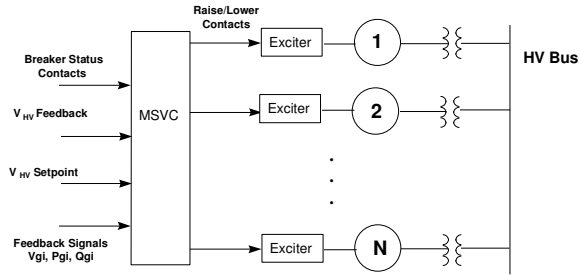 Raise/Lower
Contacts
Exciter
1
HV Bus
Breaker Status
Contacts
MSVC
Exciter
2
V HV Feedback
V HV Setpoint
Feedback Signals
Vgi, Pgi, Qgi
Exciter
N